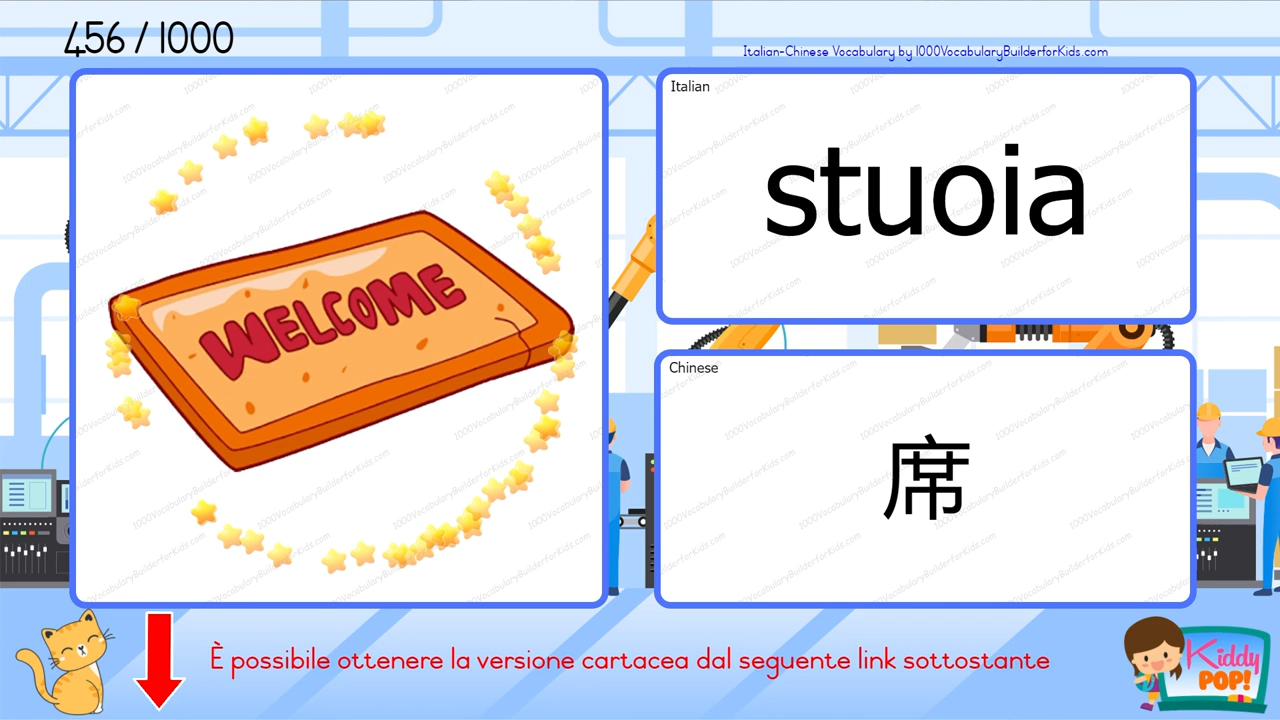 456 / 1000
Italian-Chinese Vocabulary by 1000VocabularyBuilderforKids.com
WELCOME
Italian
stuoia
Chinese
席
È possibile ottenere la versione cartacea dal seguente link sottostante
Kiddy
POP!